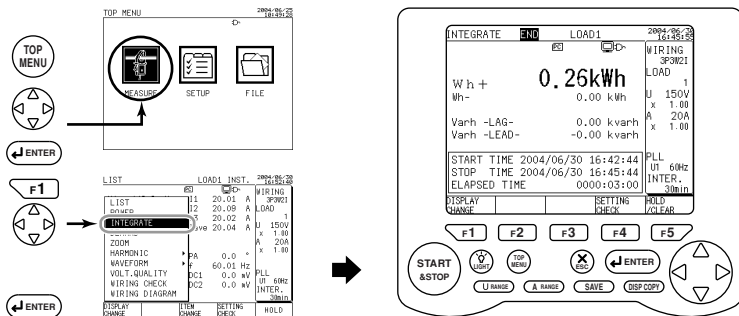 TOP MENU
2004/06/25
10:49:28
TOP
MENU
MEASURE SETUP FILE
ENTER
F1
LIST LOAD1 INST. 2004/06/30
16:52:40
PC
LIST
POWER
INTEGRATE
ZOOM
HARMONIC
WAVEFORM
VOLT.QUALITY
WIRING CHECK
WIRING DIAGRAM
I1 20.01 A
I2 20.09 A
I3 20.02 A
Iave 20.04 A
PA 0.0 °
f 60.01 Hz
DC1 0.0 mV
DC2 0.0 mV
WIRING
3P3W2I
LOAD
1
U 150V
x 1.00
A 20A
x 1.00
PLL
U1 60Hz
INTER.
30min
DISPLAY
CHANGE
ITEM
CHANGE
SETTING
CHECK
HOLD
ENTER
INTEGRATE END LOAD1 2004/06/30
16:45:55
PC
Wh+ 0.26kWh
Wh- 0.00 kWh
Varh -LAG- 0.00 kvarh
Varh -LEAD- -0.00 kvarh
START TIME 2004/06/30 16:42:44
STOP TIME 2004/06/30 16:45:44
ELAPSED TIME 0000:03:00
WIRING
3P3W2I
LOAD
1
U 150V
x 1.00
A 20A
x 1.00
PLL
U1 60Hz
INTER.
30min
DISPLAY
CHANGE
SETTING
CHECK
HOLD
/CLEAR
F1 F2 F3 F4 F5
START
&STOP
LIGHT
TOP
MENU
ESC
ENTER
U RANGE A RANGE SAVE DISP COPY